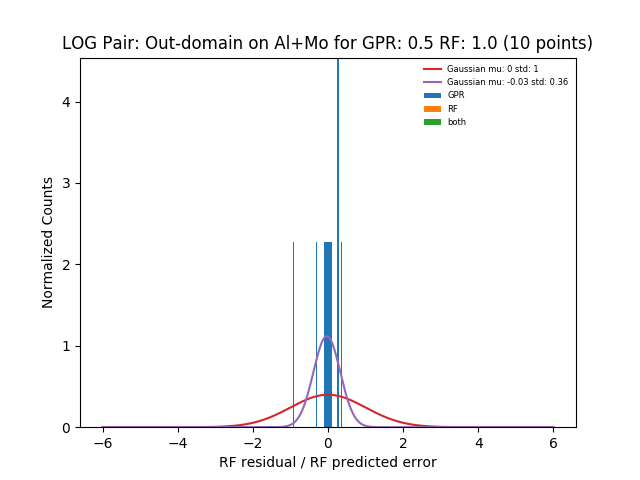 LOG Pair: Out-domain on Al+Mo for GPR: 0.5 RF: 1.0 (10 points)
Gaussian mu: 0 std: 1
Gaussian mu: -0.03 std: 0.36
GPR
RF
both
Normalized Counts
4
3
2
1
0
−6 −4 −2 0 2 4 6
RF residual / RF predicted error